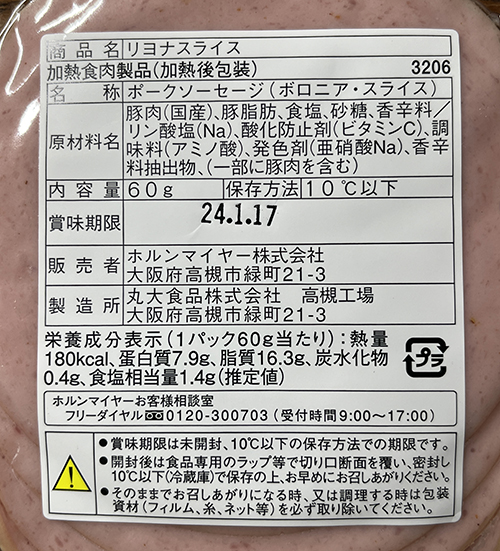 商品名 リヨナスライス
加熱食肉製品(加熱後包装) 3206
名称 ポークソーセージ(ボロニア・スライス)
原材料名 豚肉(国産)、豚脂肪、食塩、砂糖、香辛料/
リン酸塩(Na)、酸化防止剤(ビタミンC)、調
味料(アミノ酸)、発色剤(亜硝酸Na)、香辛
料抽出物、(一部に豚肉を含む)
内容量 60g 保存方法 10℃以下
賞味期限 24.1.17
販売者 ホルンマイヤー株式会社
大阪府高槻市緑町21-3
製造所 丸大食品株式会社 高槻工場
大阪府高槻市緑町21-3
栄養成分表示(1パック60g当たり):熱量
180kcal、蛋白質7.9g、脂質16.3g、炭水化物
0.4g、食塩相当量1.4g(推定値)
プラ
ホルンマイヤーお客様相談室
フリーダイヤル 0120-300703(受付時間9:00~17:00)
●賞味期限は未開封、10℃以下の保存方法での期限です。
●開封後は食品専用のラップ等で切り口断面を覆い、密封し
10℃以下(冷蔵庫)で保存の上、お早めにお召しあがりください。
●そのままでお召しあがりになる時、又は調理する時は包装
資材(フィルム、糸、ネット等)を必ず取り除いてください。